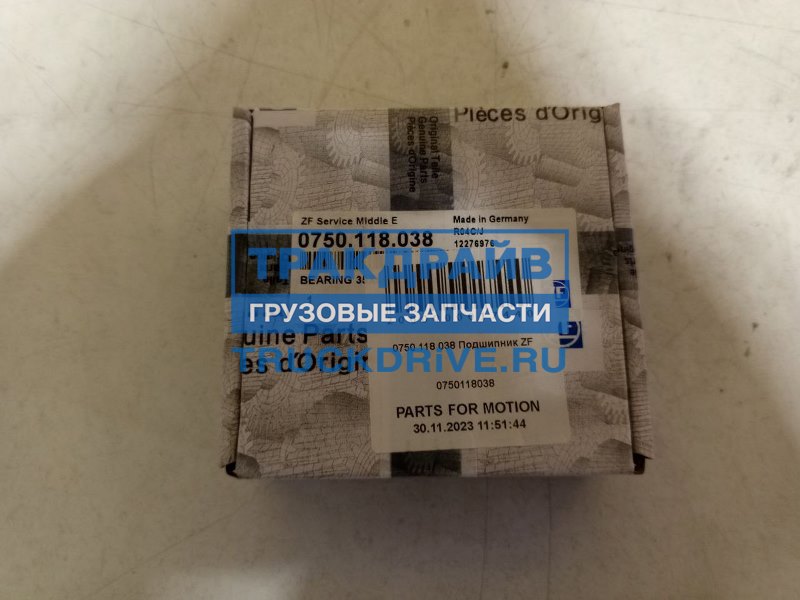 Pièces d'Orig
Original Teile
Genuine Parts
Pièces d'Origine
ZF Service Middle E
Made in Germany
0750.118.038
R04C/J
12276976
ТРАКДРАЙВ
BEARING 35
ГРУЗОВЫЕ ЗАПЧАСТИ
uine Parts
TRUCKDRIVE.RU
es d'Origin
0750.118.038 Подшипник ZF
0750118038
PARTS FOR MOTION
30.11.2023 11:51:44